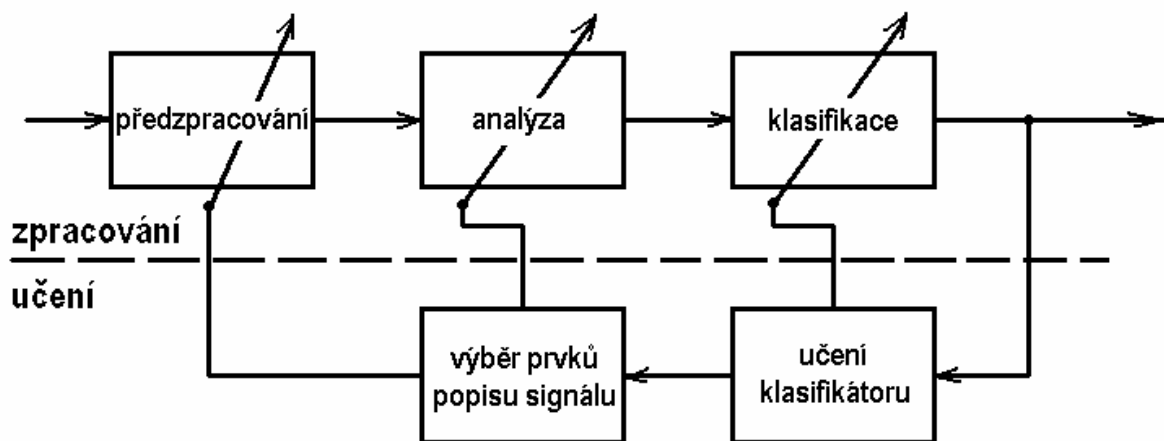 předzpracování
analýza
klasifikace
zpracování
učení
výběr prvků
popisu signálu
učení
klasifikátoru